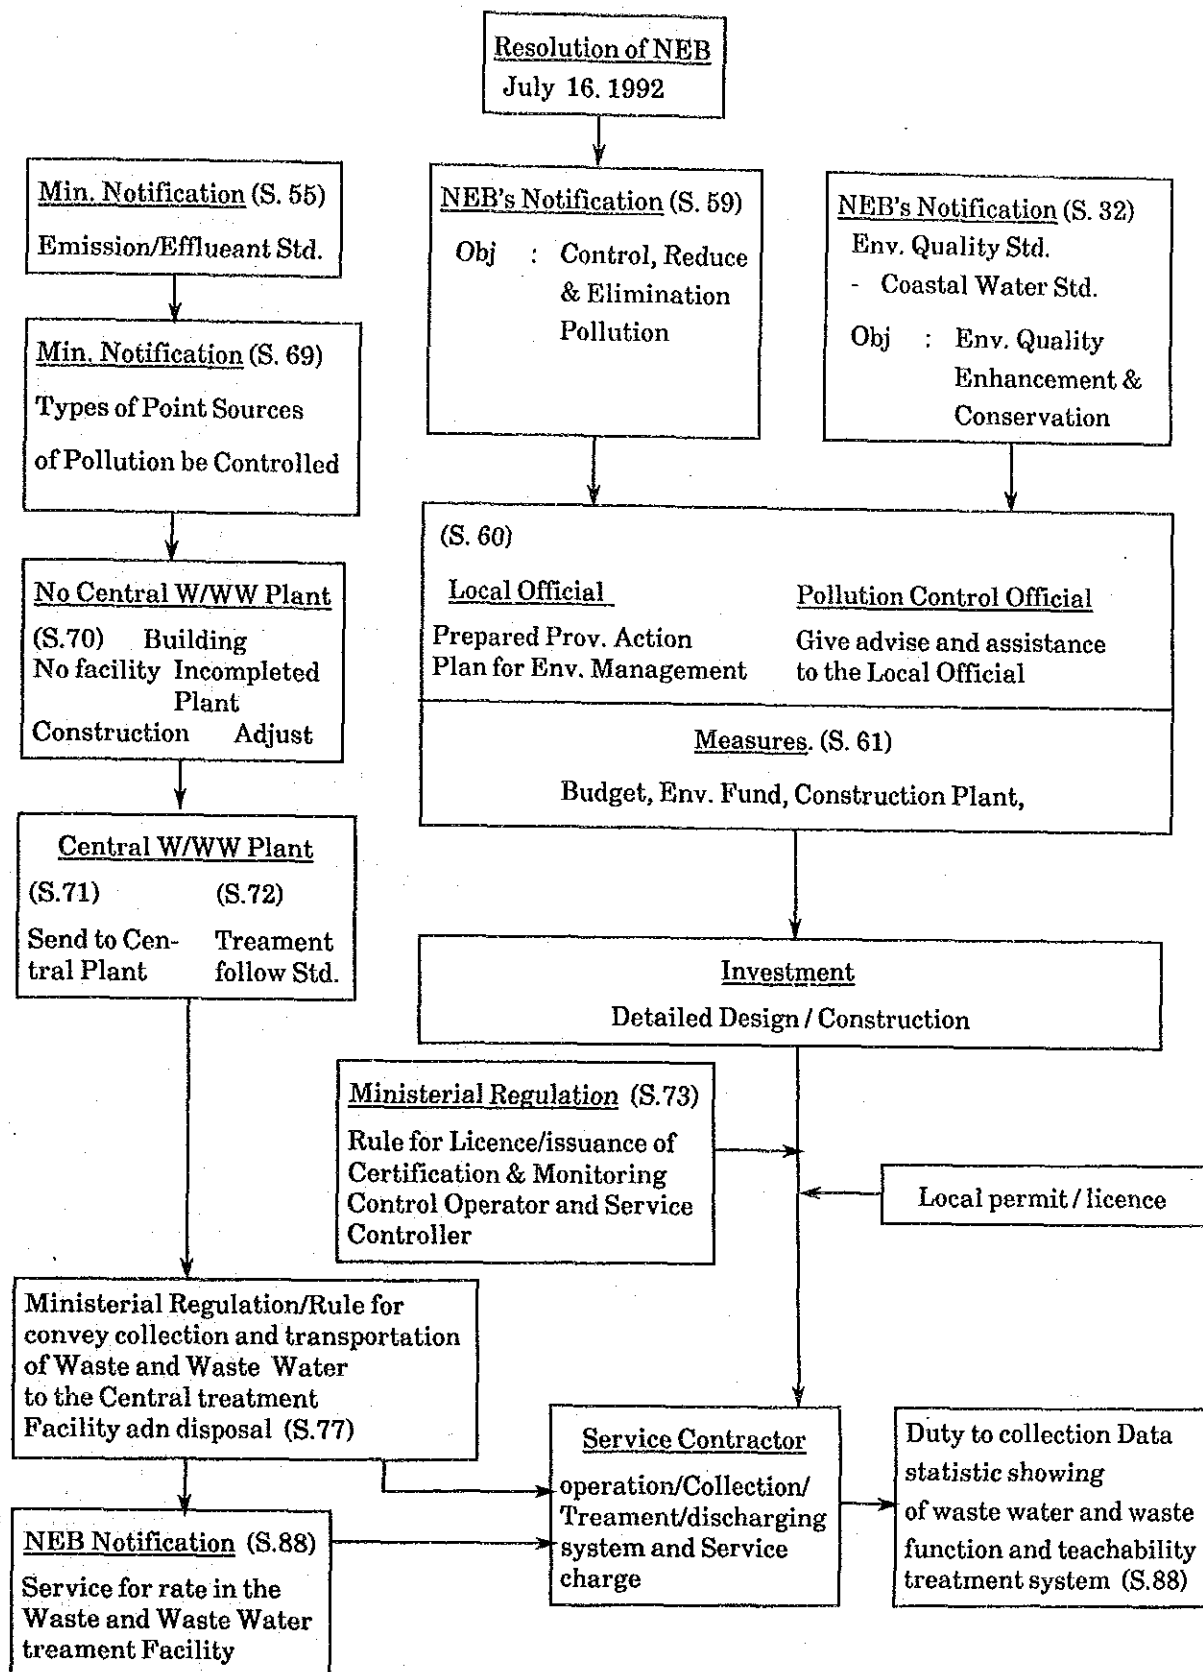 Resolution of NEB
July 16. 1992
Min. Notification (S. 55)
Emission/Efflueant Std.
NEB's Notification (S. 59)
Obj : Control, Reduce
& Elimination
Pollution
NEB's Notification (S. 32)
Env. Quality Std.
- Coastal Water Std.
Obj : Env. Quality
Enhancement &
Conservation
Min. Notification (S. 69)
Types of Point Sources
of Pollution be Controlled
(S. 60)
Local Official
Prepared Prov. Action
Plan for Env. Management
Pollution Control Official
Give advise and assistance
to the Local Official
Measures. (S. 61)
Budget, Env. Fund, Construction Plant,
No Central W/WW Plant
(S.70) Building
No facility Incompleted
Plant
Construction Adjust
Central W/WW Plant
(S.71) (S.72)
Send to Cen- Treament
tral Plant follow Std.
Investment
Detailed Design / Construction
Ministerial Regulation (S.73)
Rule for Licence/issuance of
Certification & Monitoring
Control Operator and Service
Controller
Local permit / licence
Ministerial Regulation/Rule for
convey collection and transportation
of Waste and Waste Water
to the Central treatment
Facility adn disposal (S.77)
Service Contractor
operation/Collection/
Treament/discharging
system and Service
charge
Duty to collection Data
statistic showing
of waste water and waste
function and teachability
treatment system (S.88)
NEB Notification (S.88)
Service for rate in the
Waste and Waste Water
treament Facility